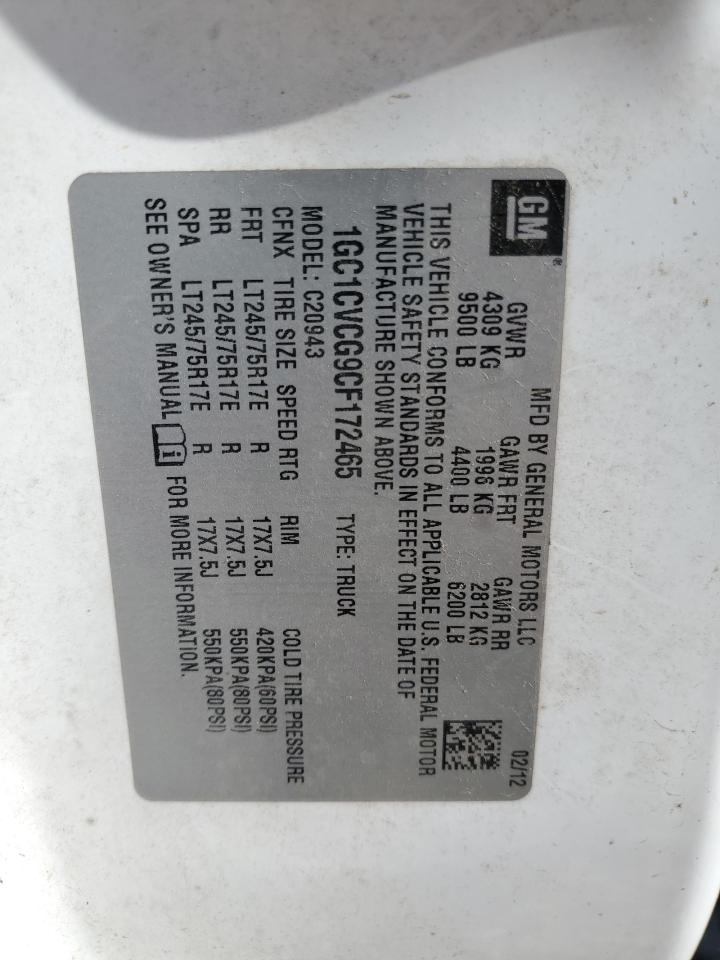 GM
MFD BY GENERAL MOTORS LLC 02/12
GVWR GAWR FRT GAWR RR
4309 KG 1996 KG 2812 KG
9500 LB 4400 LB 6200 LB
THIS VEHICLE CONFORMS TO ALL APPLICABLE U.S. FEDERAL MOTOR
VEHICLE SAFETY STANDARDS IN EFFECT ON THE DATE OF
MANUFACTURE SHOWN ABOVE.
1GC1CVCG9CF172465 TYPE: TRUCK
MODEL: C20943
CFNX TIRE SIZE SPEED RTG RIM COLD TIRE PRESSURE
FRT LT245/75R17E R 17X7.5J 420KPA(60PSI)
RR LT245/75R17E R 17X7.5J 550KPA(80PSI)
SPA LT245/75R17E R 17X7.5J 550KPA(80PSI)
SEE OWNER'S MANUAL i FOR MORE INFORMATION.